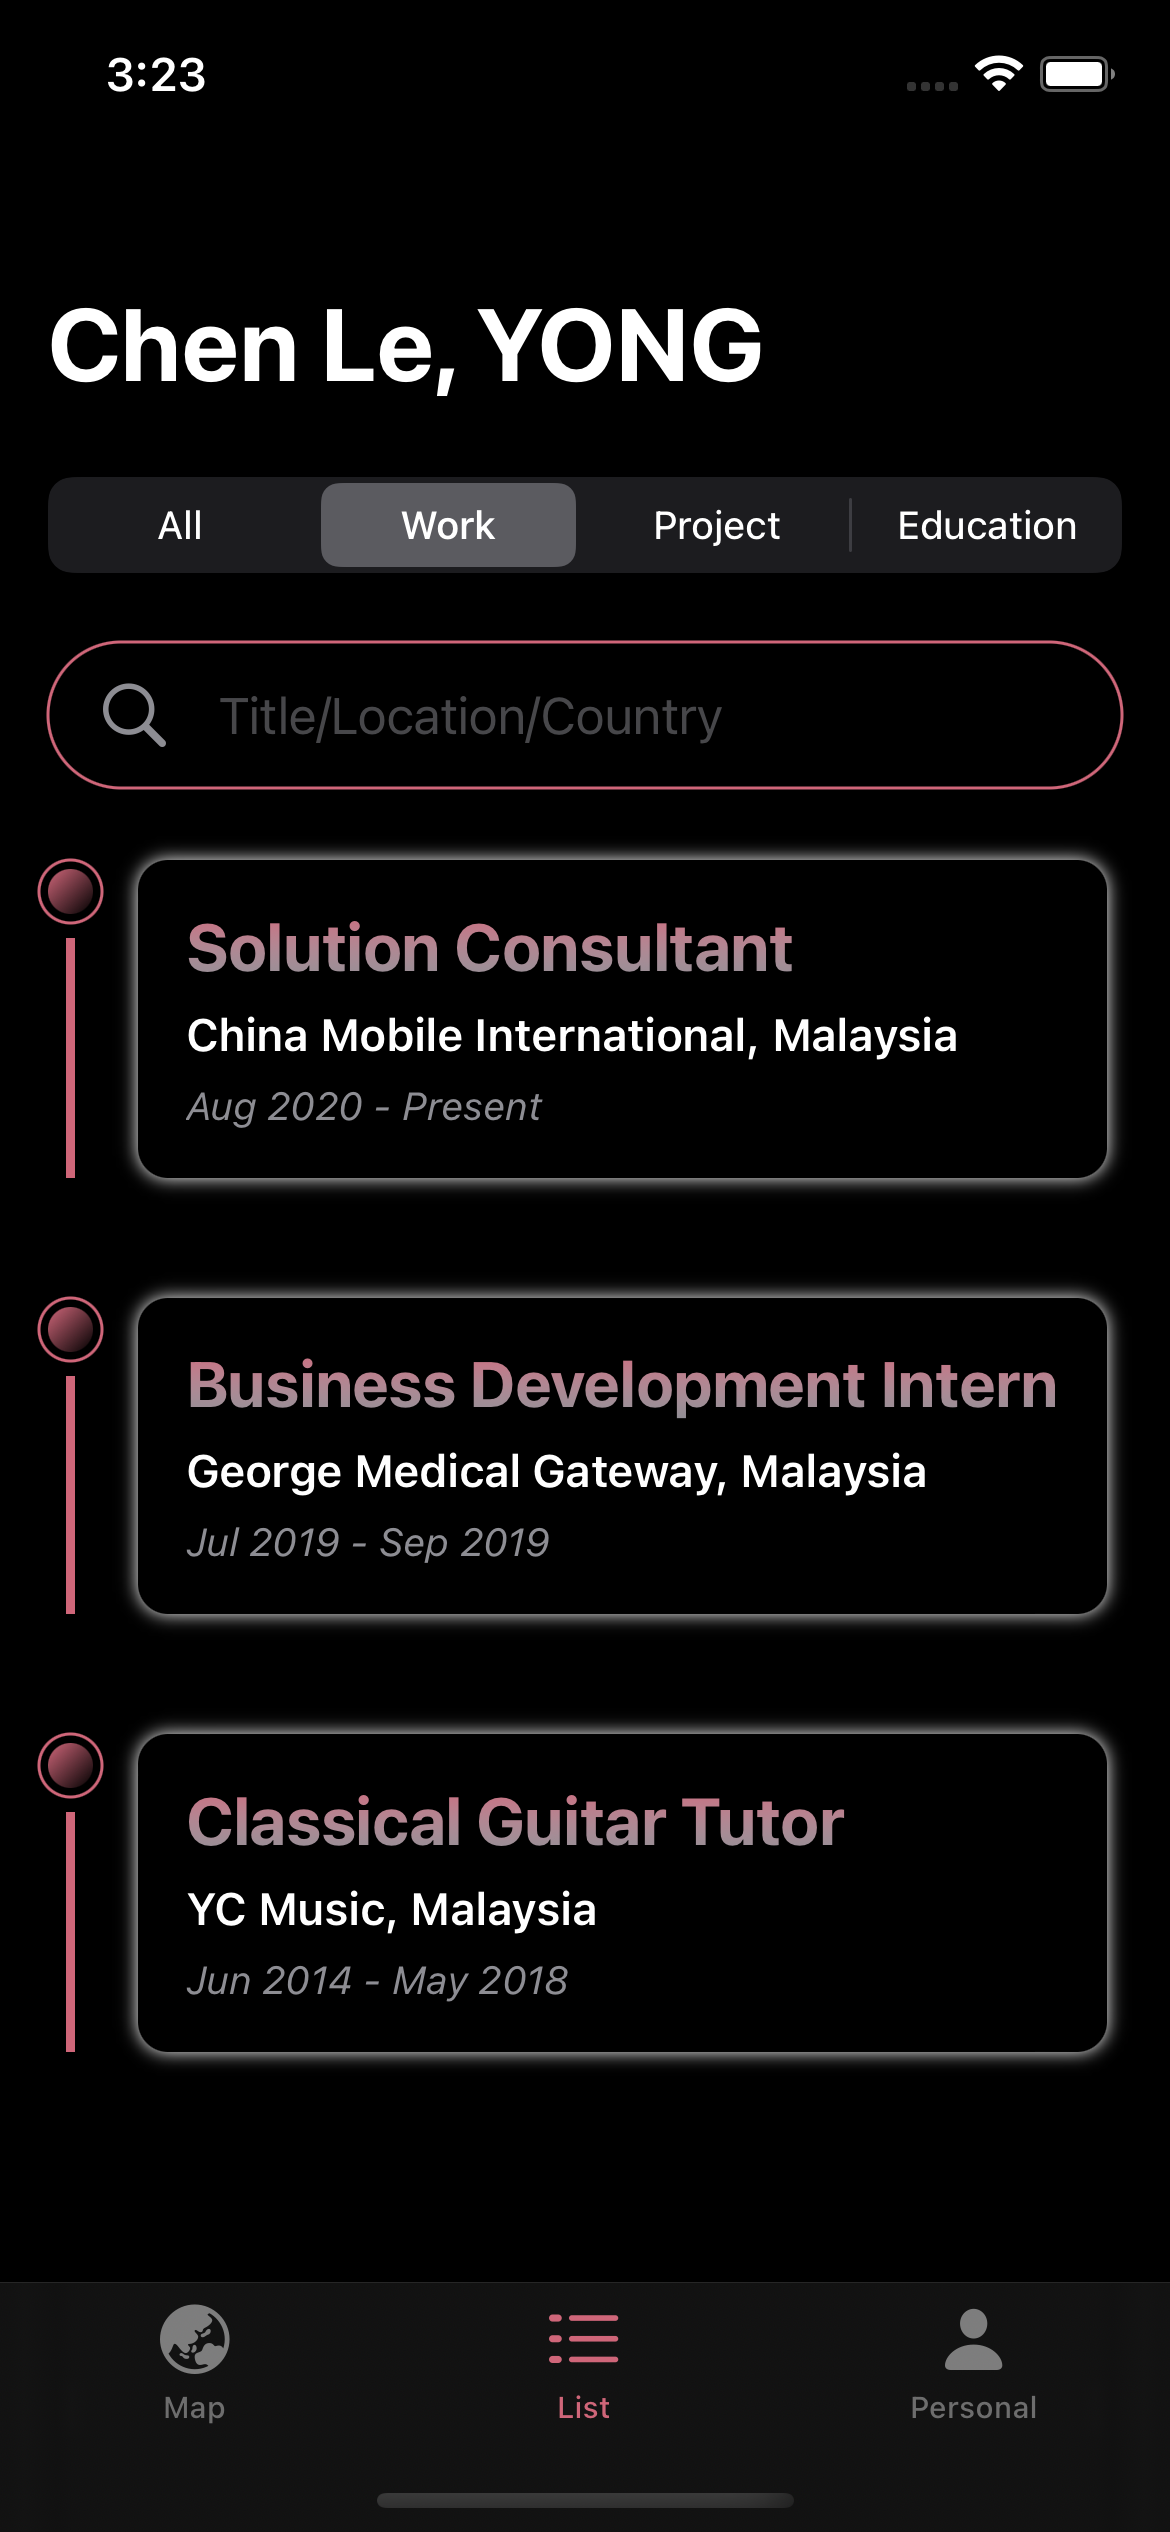 3:23
Chen Le, YONG
All Work Project Education
Title/Location/Country
Solution Consultant
China Mobile International, Malaysia
Aug 2020 - Present
Business Development Intern
George Medical Gateway, Malaysia
Jul 2019 - Sep 2019
Classical Guitar Tutor
YC Music, Malaysia
Jun 2014 - May 2018
Map List Personal